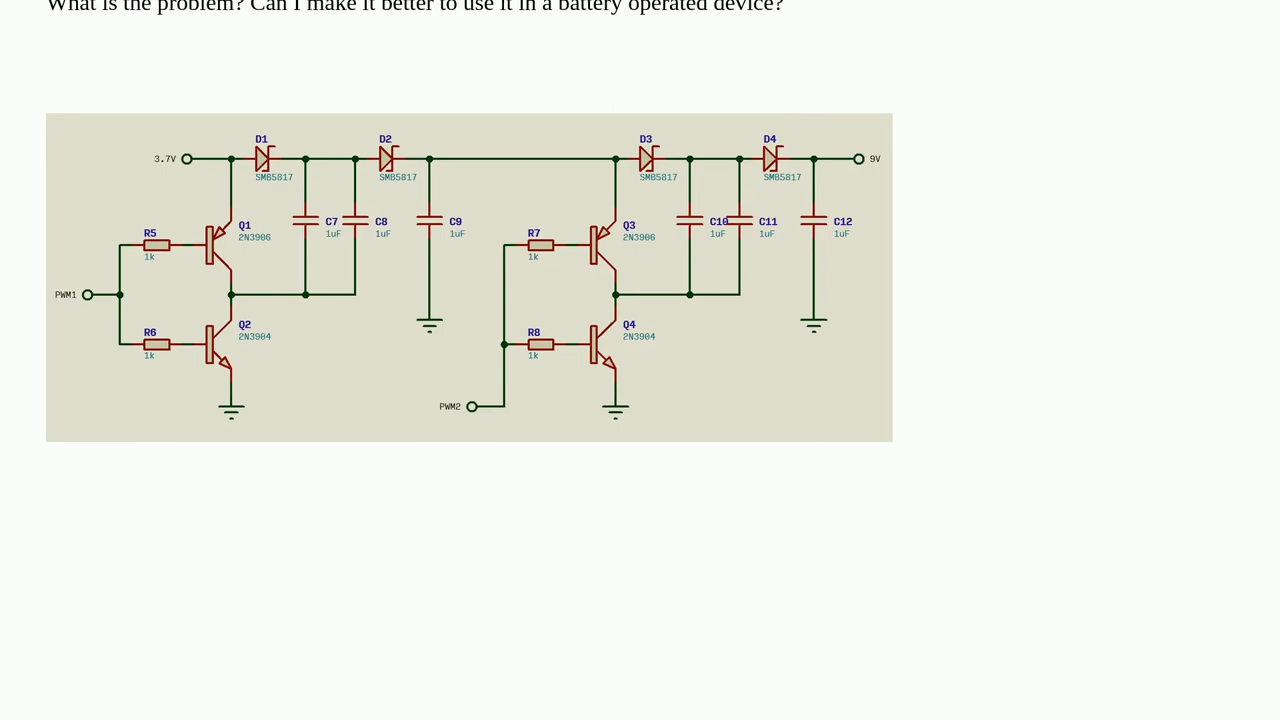 What is the problem? Can I make it better to use it in a battery operated device?
D1 D2 D3 D4
3.7V 9V
SMB5817 SMB5817 SMB5817 SMB5817
Q1 C7 C8 C9 Q3 C10 C11 C12
2N3906 1uF 1uF 1uF 2N3906 1uF 1uF 1uF
R5 R7
1k 1k
PWM1
R6 Q2 R8 Q4
2N3904 2N3904
1k 1k
PWM2